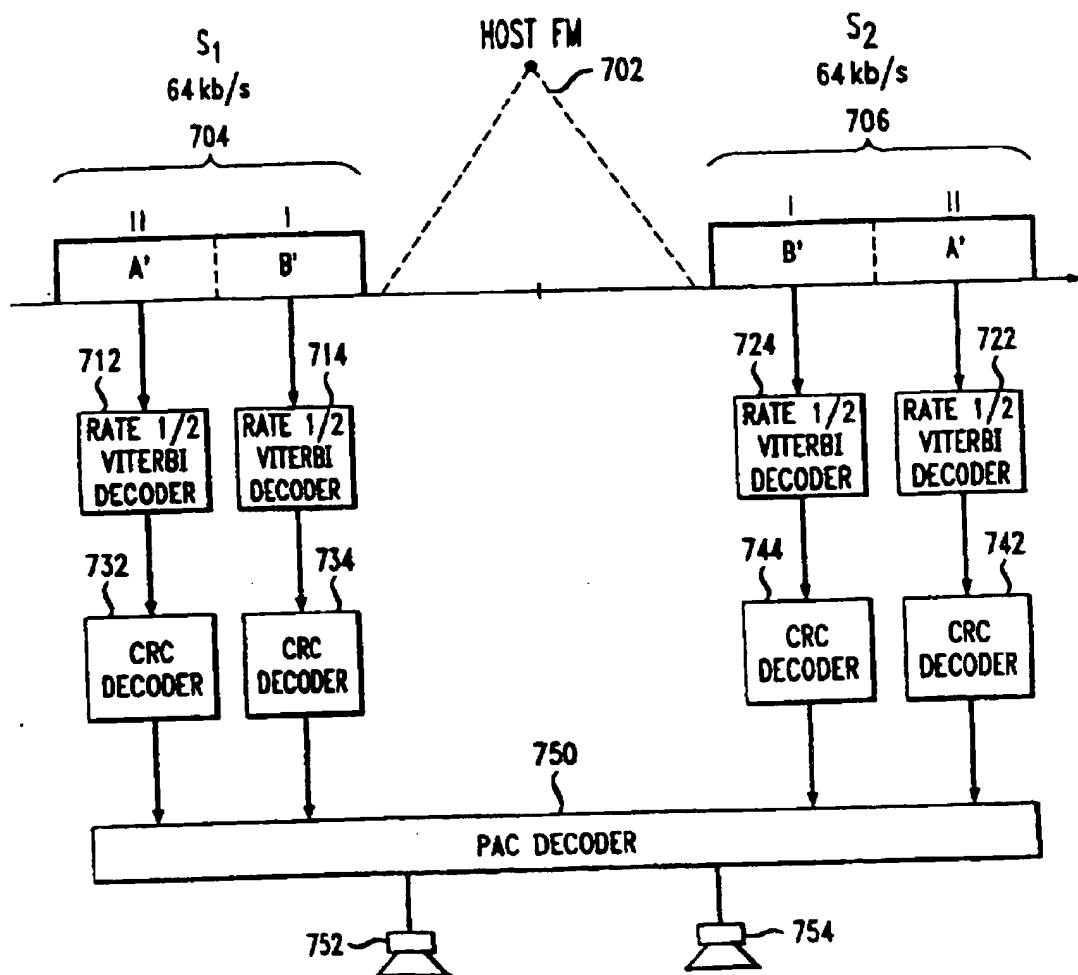 HOST FM
702
S1
64 kb/s
704
S2
64 kb/s
706
II
I
A'
B'
I
II
B'
A'
712
714
724
722
RATE 1/2
VITERBI
DECODER
RATE 1/2
VITERBI
DECODER
RATE 1/2
VITERBI
DECODER
RATE 1/2
VITERBI
DECODER
732
734
744
742
CRC
DECODER
CRC
DECODER
CRC
DECODER
CRC
DECODER
750
PAC DECODER
752
754